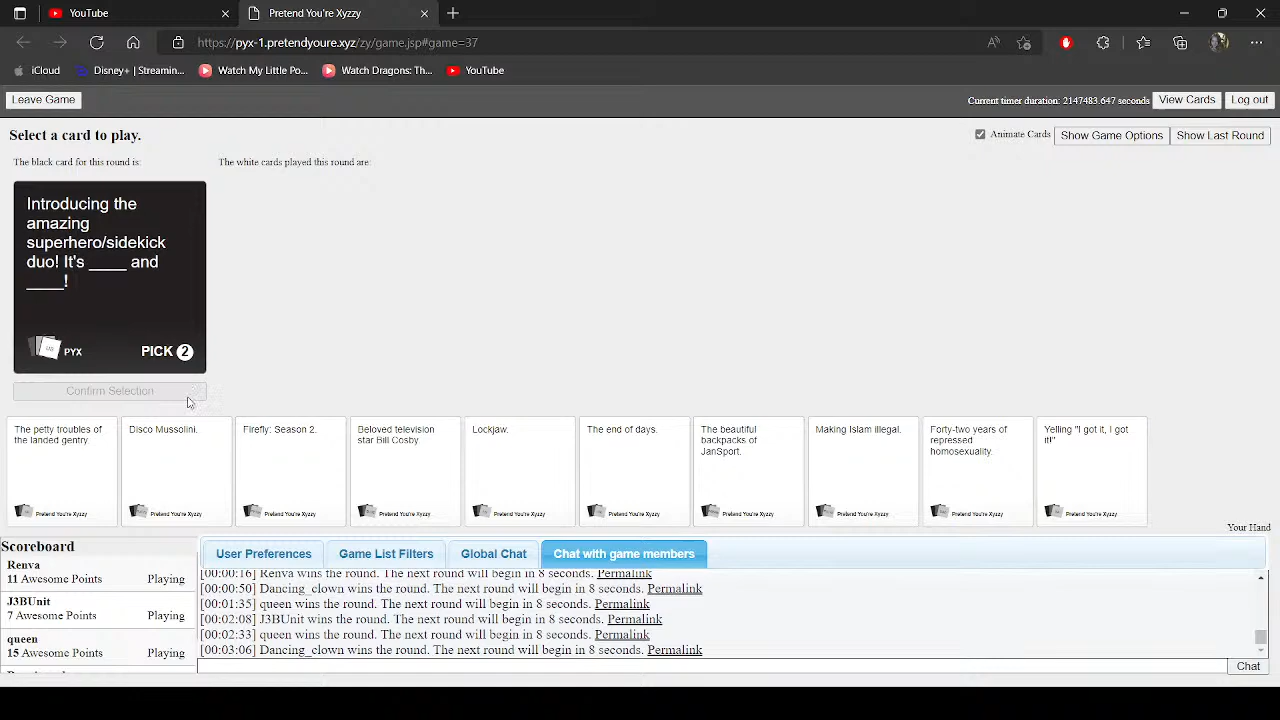 YouTube
Pretend You're Xyzzy
https://pyx-1.pretendyoure.xyz/zy/game.jsp#game=37
iCloud
Disney+ | Streamin...
Watch My Little Po...
Watch Dragons: Th...
YouTube
Leave Game
Current timer duration: 2147483.647 seconds
View Cards
Log out
Select a card to play.
Animate Cards
Show Game Options
Show Last Round
The black card for this round is:
The white cards played this round are:
Introducing the
amazing
superhero/sidekick
duo! It's ____ and
____!
PYX
PICK 2
Confirm Selection
The petty troubles of
the landed gentry.
Pretend You're Xyzzy
Disco Mussolini.
Pretend You're Xyzzy
Firefly: Season 2.
Pretend You're Xyzzy
Beloved television
star Bill Cosby
Pretend You're Xyzzy
Lockjaw.
Pretend You're Xyzzy
The end of days.
Pretend You're Xyzzy
The beautiful
backpacks of
JanSport.
Pretend You're Xyzzy
Making Islam illegal.
Pretend You're Xyzzy
Forty-two years of
repressed
homosexuality.
Pretend You're Xyzzy
Yelling "I got it, I got
it!"
Pretend You're Xyzzy
Your Hand
Scoreboard
Renva
11 Awesome Points
Playing
J3BUnit
7 Awesome Points
Playing
queen
15 Awesome Points
Playing
User Preferences
Game List Filters
Global Chat
Chat with game members
[00:00:16] Renva wins the round. The next round will begin in 8 seconds. Permalink
[00:00:50] Dancing_clown wins the round. The next round will begin in 8 seconds. Permalink
[00:01:35] queen wins the round. The next round will begin in 8 seconds. Permalink
[00:02:08] J3BUnit wins the round. The next round will begin in 8 seconds. Permalink
[00:02:33] queen wins the round. The next round will begin in 8 seconds. Permalink
[00:03:06] Dancing_clown wins the round. The next round will begin in 8 seconds. Permalink
Chat